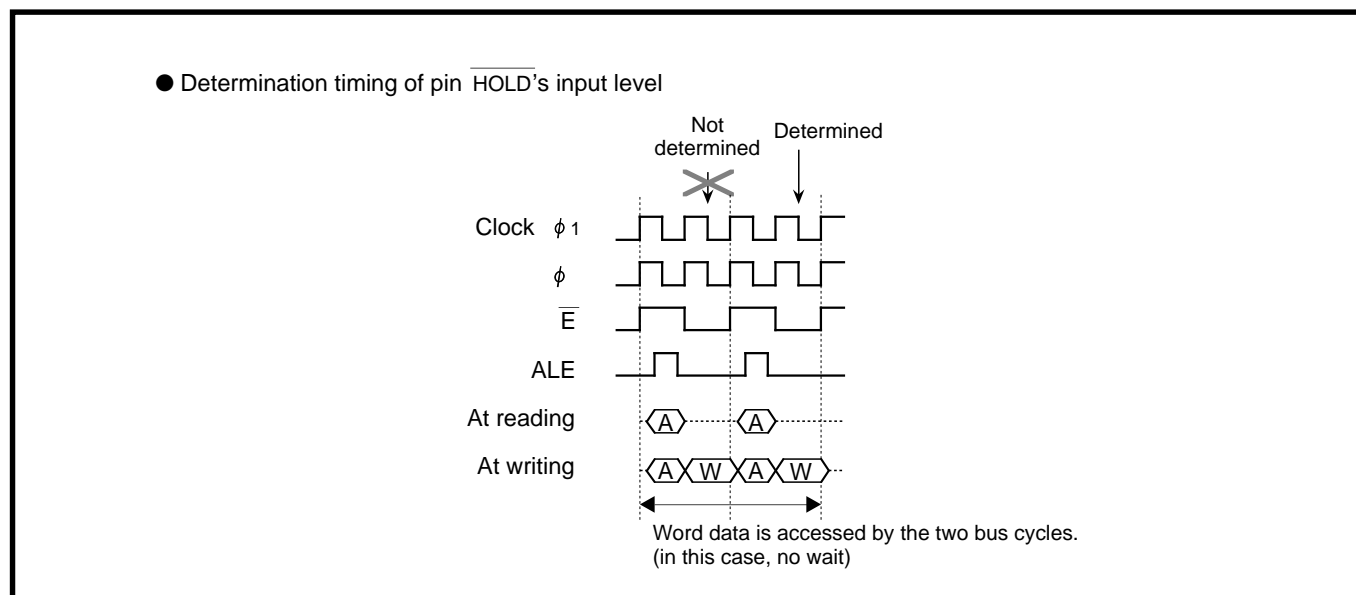 ● Determination timing of pin HOLD's input level
Not
determined
Determined
Clock ϕ 1
ϕ
E
ALE
At reading
A A
At writing
A W A W
Word data is accessed by the two bus cycles.
(in this case, no wait)